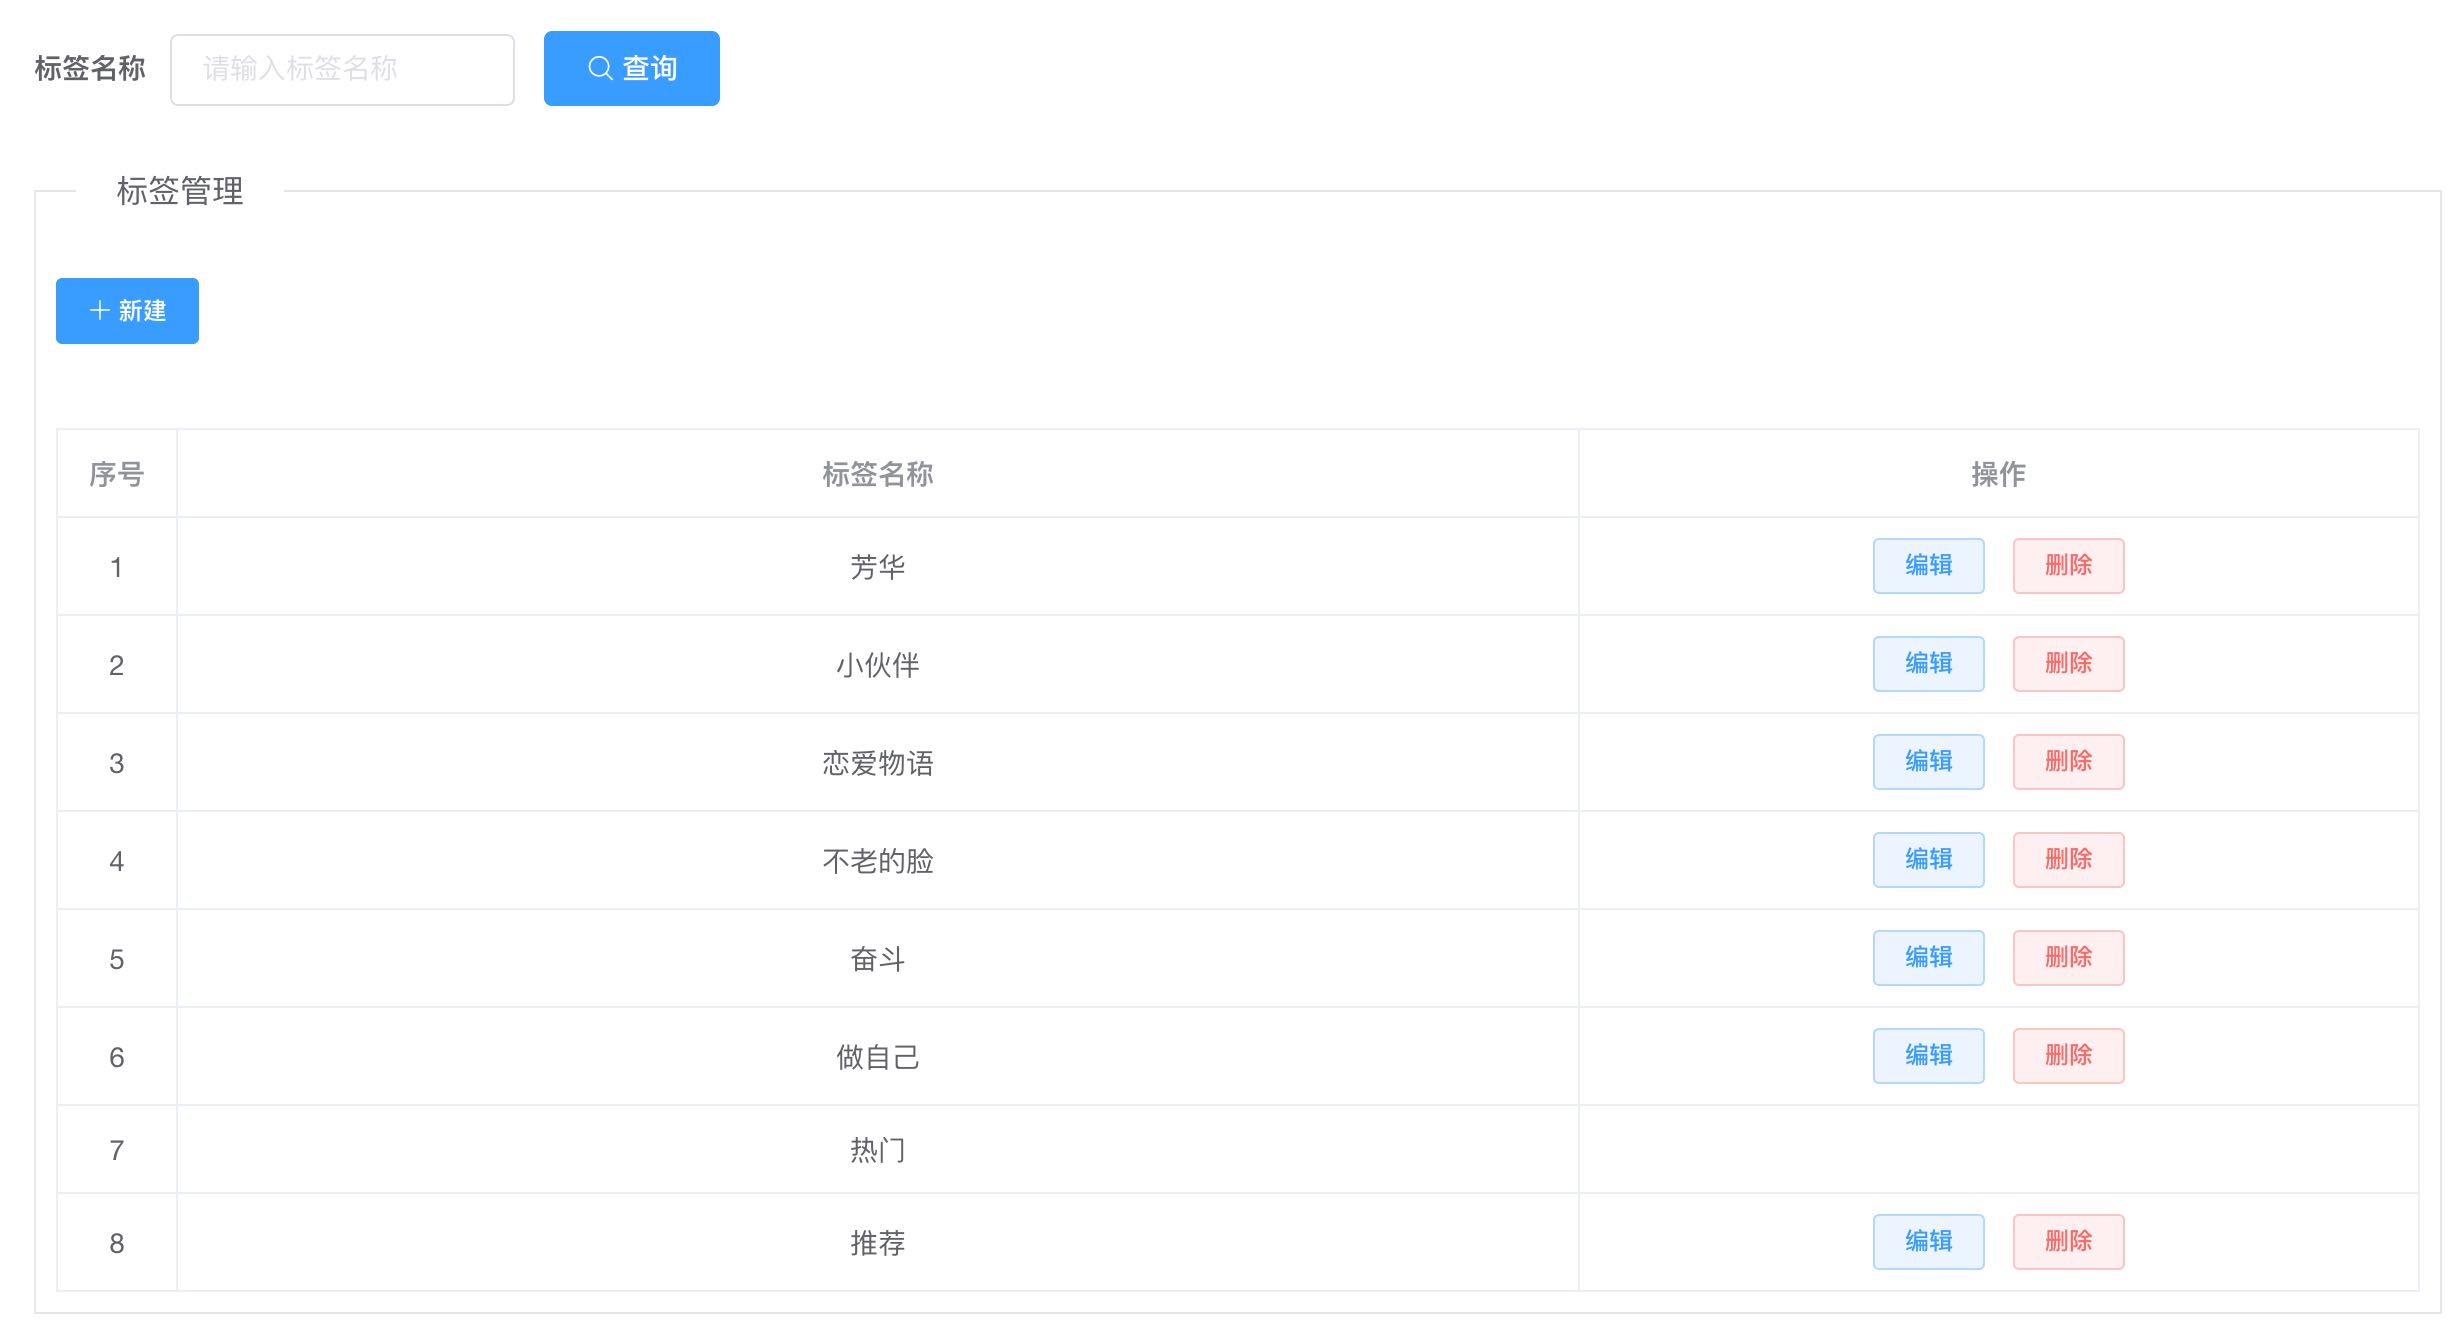 标签名称 请输入标签名称 查询
标签管理
新建
序号 标签名称 操作
1 芳华 编辑 删除
2 小伙伴 编辑 删除
3 恋爱物语 编辑 删除
4 不老的脸 编辑 删除
5 奋斗 编辑 删除
6 做自己 编辑 删除
7 热门
8 推荐 编辑 删除